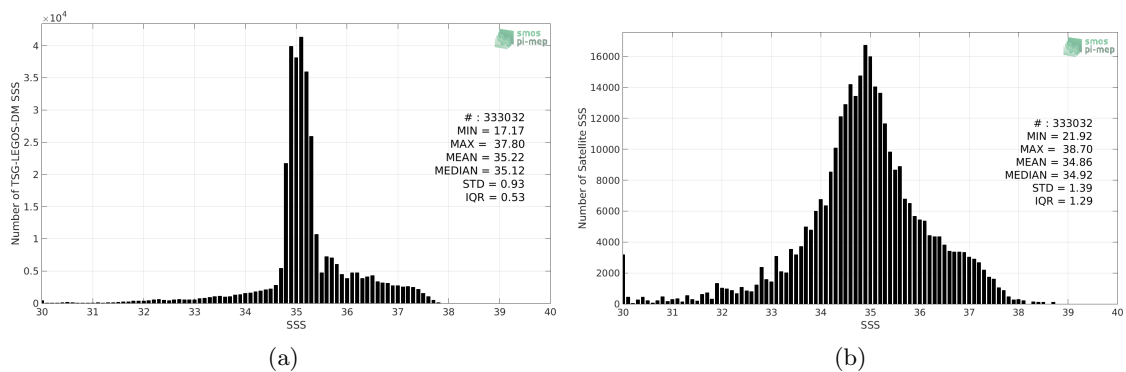 ×10⁴
4
3.5
3
2.5
2
1.5
1
0.5
0
Number of TSG-LEGOS-DM SSS
30 31 32 33 34 35 36 37 38 39 40
SSS
smos
pi-mep
# : 333032
MIN = 17.17
MAX = 37.80
MEAN = 35.22
MEDIAN = 35.12
STD = 0.93
IQR = 0.53
(a)
16000
14000
12000
10000
8000
6000
4000
2000
0
Number of Satellite SSS
30 31 32 33 34 35 36 37 38 39 40
SSS
smos
pi-mep
# : 333032
MIN = 21.92
MAX = 38.70
MEAN = 34.86
MEDIAN = 34.92
STD = 1.39
IQR = 1.29
(b)